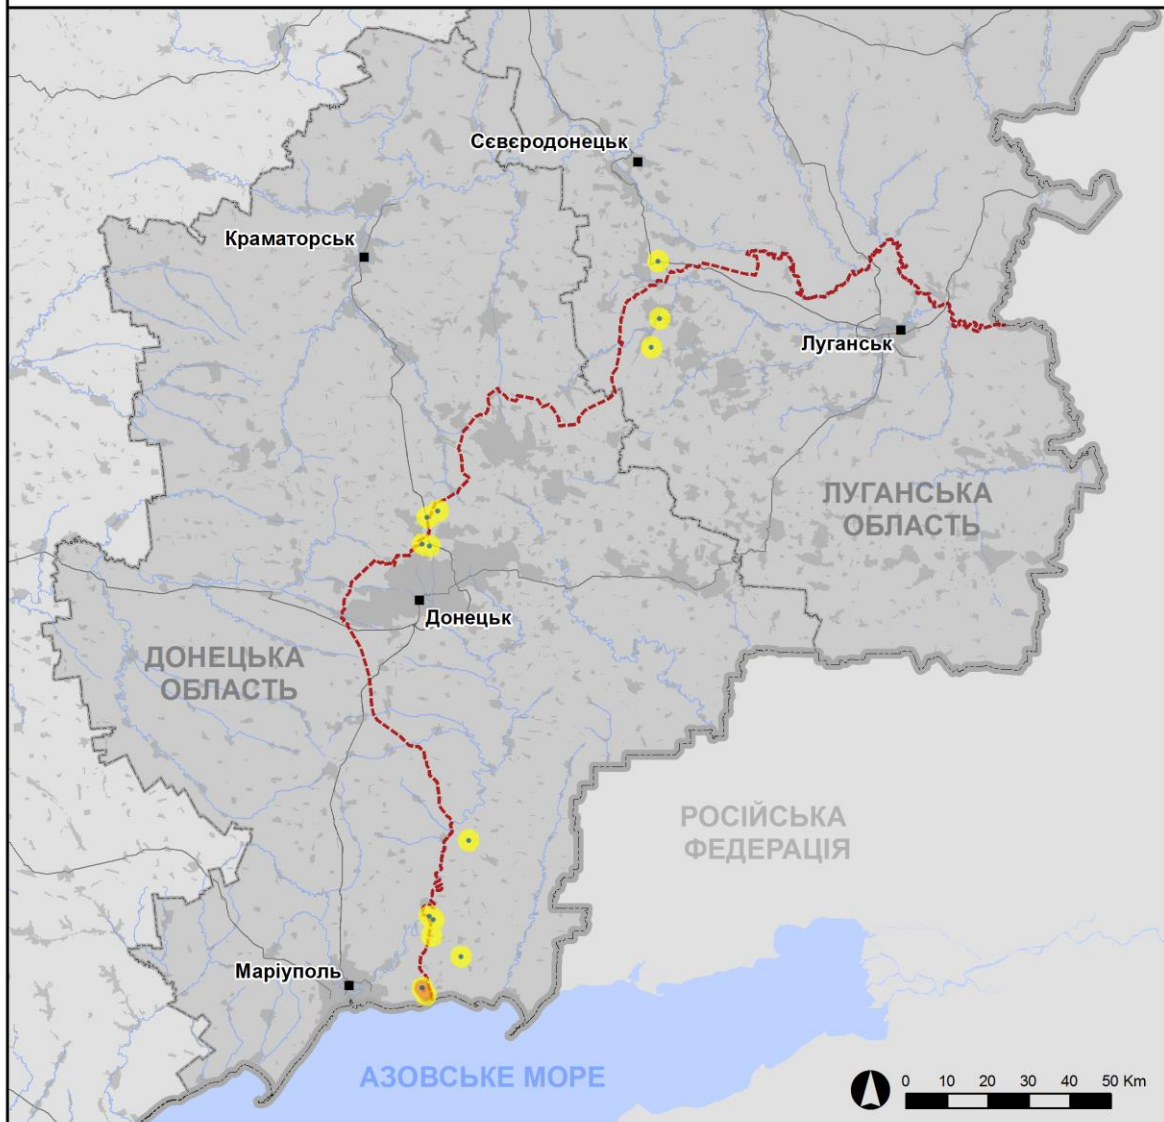 Сєвєродонецьк
Краматорськ
Луганськ
ЛУГАНСЬКА
ОБЛАСТЬ
Донецьк
ДОНЕЦЬКА
ОБЛАСТЬ
РОСІЙСЬКА
ФЕДЕРАЦІЯ
Маріуполь
АЗОВСЬКЕ МОРЕ
0 10 20 30 40 50 Km